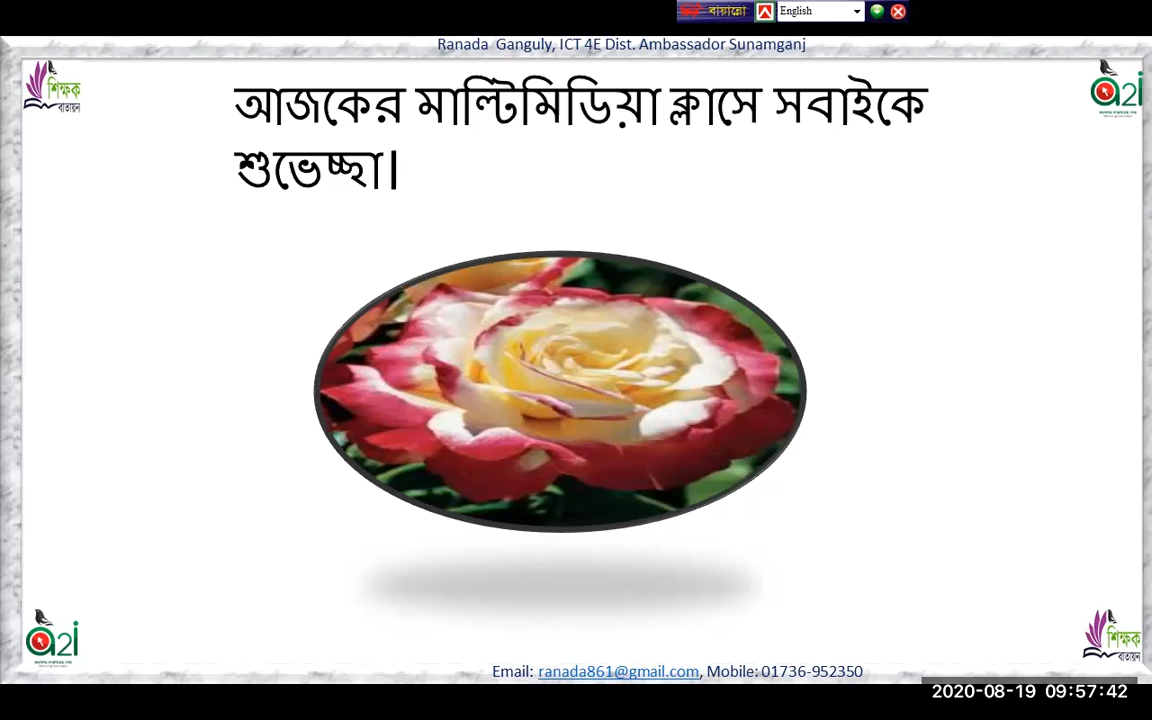 বায়ান্নো
English
Ranada Ganguly, ICT 4E Dist. Ambassador Sunamganj
শিক্ষক
বাতায়ন
a2i
আজকের মাল্টিমিডিয়া ক্লাসে সবাইকে
শুভেচ্ছা।
a2i
শিক্ষক
বাতায়ন
Email: ranada861@gmail.com, Mobile: 01736-952350
2020-08-19 09:57:42